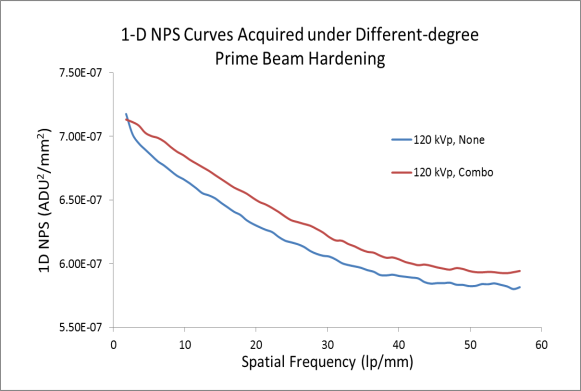 1-D NPS Curves Acquired under Different-degree
Prime Beam Hardening
7.50E-07
7.00E-07
6.50E-07
6.00E-07
5.50E-07
1D NPS (ADU²/mm²)
120 kVp, None
120 kVp, Combo
0 10 20 30 40 50 60
Spatial Frequency (lp/mm)